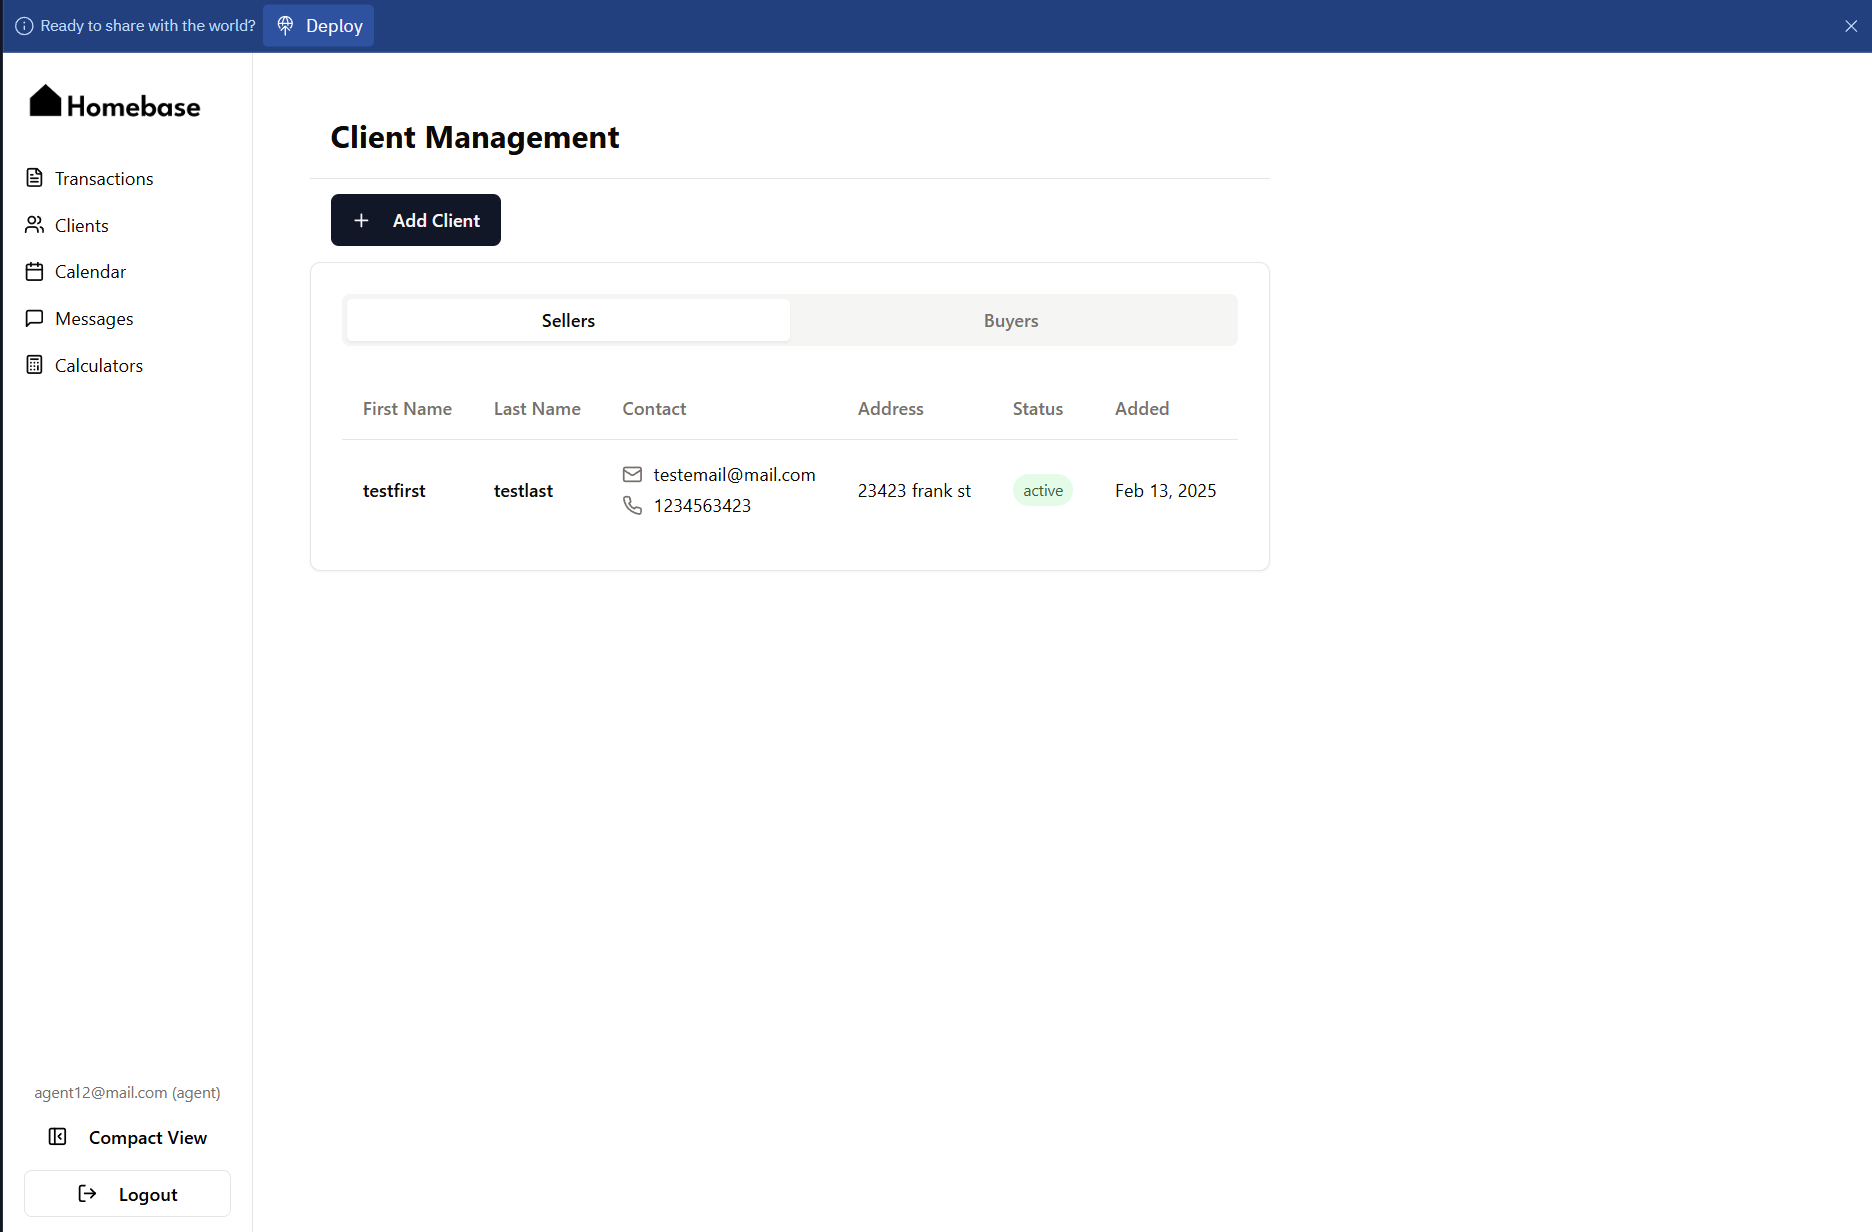 Ready to share with the world? Deploy
Homebase
Transactions
Clients
Calendar
Messages
Calculators
agent12@mail.com (agent)
Compact View
Logout
Client Management
Add Client
Sellers Buyers
First Name Last Name Contact Address Status Added
testfirst testlast testemail@mail.com 1234563423 23423 frank st active Feb 13, 2025